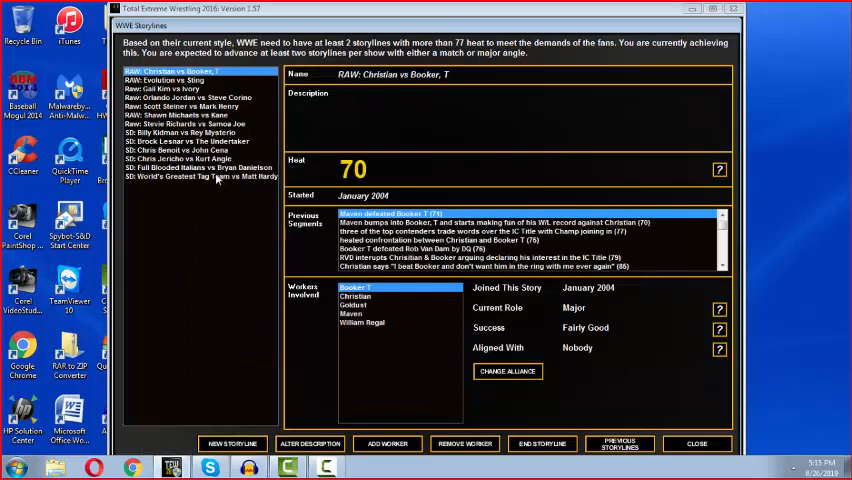 Total Extreme Wrestling 2016: Version 1.57
WWE Storylines
Based on their current style, WWE need to have at least 2 storylines with more than 77 heat to meet the demands of the fans. You are currently achieving
this. You are expected to advance at least two storylines per show with either a match or major angle.
RAW: Christian vs Booker, T
RAW: Evolution vs Sting
RAW: Gail Kim vs Ivory
RAW: Orlando Jordan vs Steve Corino
RAW: Scott Steiner vs Mark Henry
RAW: Shawn Michaels vs Kane
RAW: Stevie Richards vs Samoa Joe
SD: Billy Kidman vs Rey Mysterio
SD: Brock Lesnar vs The Undertaker
SD: Chris Benoit vs John Cena
SD: Chris Jericho vs Kurt Angle
SD: Full Blooded Italians vs Bryan Danielson
SD: World's Greatest Tag Team vs Matt Hardy
Name
RAW: Christian vs Booker, T
Description
Heat
70
?
Started
January 2004
Previous
Segments
Maven defeated Booker T (71)
Maven bumps into Booker, T and starts making fun of his W/L record against Christian (70)
three of the top contenders trade words over the IC Title with Champ joining in (77)
heated confrontation between Christian and Booker T (75)
Booker T defeated Rob Van Dam by DQ (76)
RVD interupts Chrisitian & Booker arguing declaring his interest in the IC Title (79)
Christian says "I beat Booker and don't want him in the ring with me ever again" (86)
Workers
Involved
Booker T
Christian
Goldust
Maven
William Regal
Joined This Story
January 2004
Current Role
Major
?
Success
Fairly Good
?
Aligned With
Nobody
?
CHANGE ALLIANCE
NEW STORYLINE
ALTER DESCRIPTION
ADD WORKER
REMOVE WORKER
END STORYLINE
PREVIOUS
STORYLINES
CLOSE
Recycle Bin
iTunes
Baseball
Mogul 2014
Malwareby...
Anti-Malw...
CCleaner
QuickTime
Player
Corel
PaintShop ...
Spybot-S&D
Start Center
Corel
VideoStud...
TeamViewer
10
Google
Chrome
RAR to ZIP
Converter
HP Solution
Center
Microsoft
Office Wo...
5:15 PM
8/26/2019